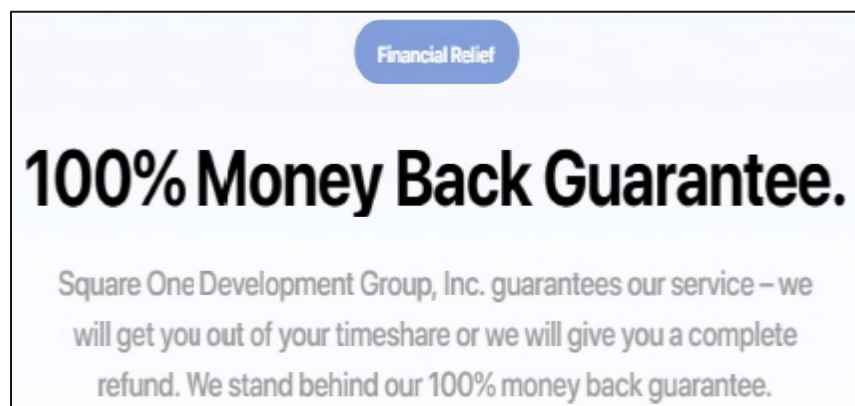 Financial Relief
100% Money Back Guarantee.
Square One Development Group, Inc. guarantees our service – we
will get you out of your timeshare or we will give you a complete
refund. We stand behind our 100% money back guarantee.